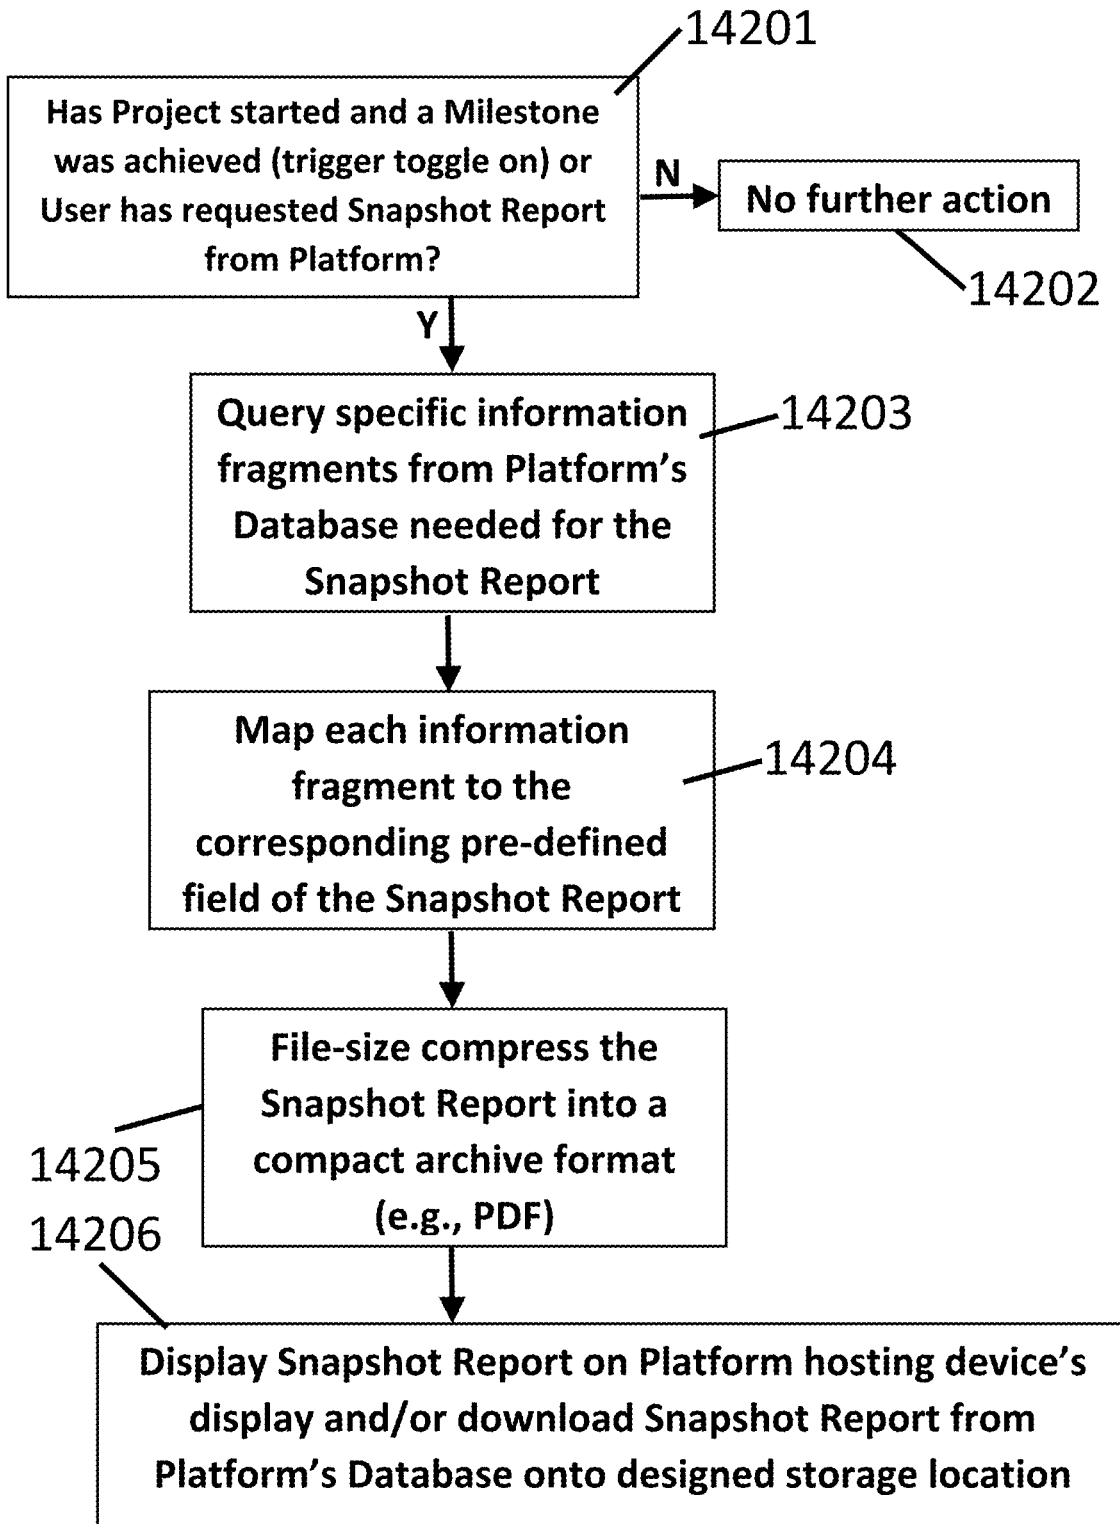 14201
Has Project started and a Milestone
was achieved (trigger toggle on) or
User has requested Snapshot Report
from Platform?
N
No further action
14202
Y
Query specific information
fragments from Platform's
Database needed for the
Snapshot Report
14203
Map each information
fragment to the
corresponding pre-defined
field of the Snapshot Report
14204
File-size compress the
Snapshot Report into a
compact archive format
(e.g., PDF)
14205
14206
Display Snapshot Report on Platform hosting device's
display and/or download Snapshot Report from
Platform's Database onto designed storage location